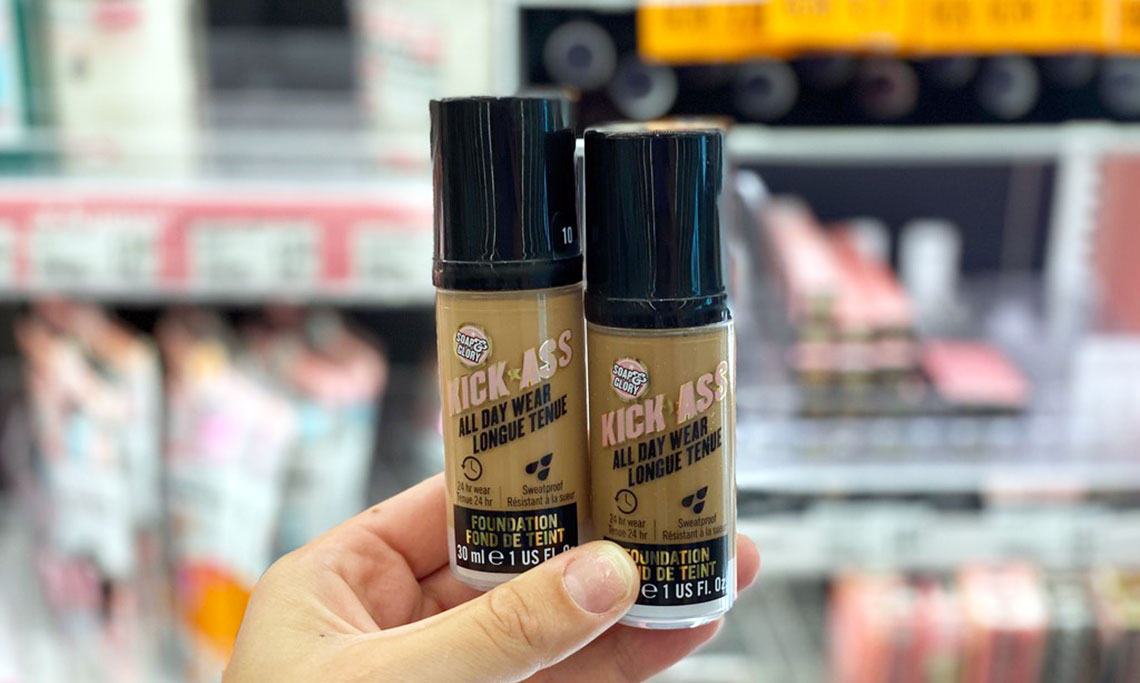 10
SOAP&
GLORY
KICK★ASS
ALL DAY WEAR
LONGUE TENUE
24 hr wear
Tenue 24 hr
Sweatproof
Résistant à la sueur
FOUNDATION
FOND DE TEINT
30 ml e 1 US FL
SOAP&
GLORY
KICK★ASS
ALL DAY WEAR
LONGUE TENUE
24 hr wear
Tenue 24 hr
Sweatproof
Résistant à la sueur
FOUNDATION
DE TEINT
e 1 US Fl. Oz